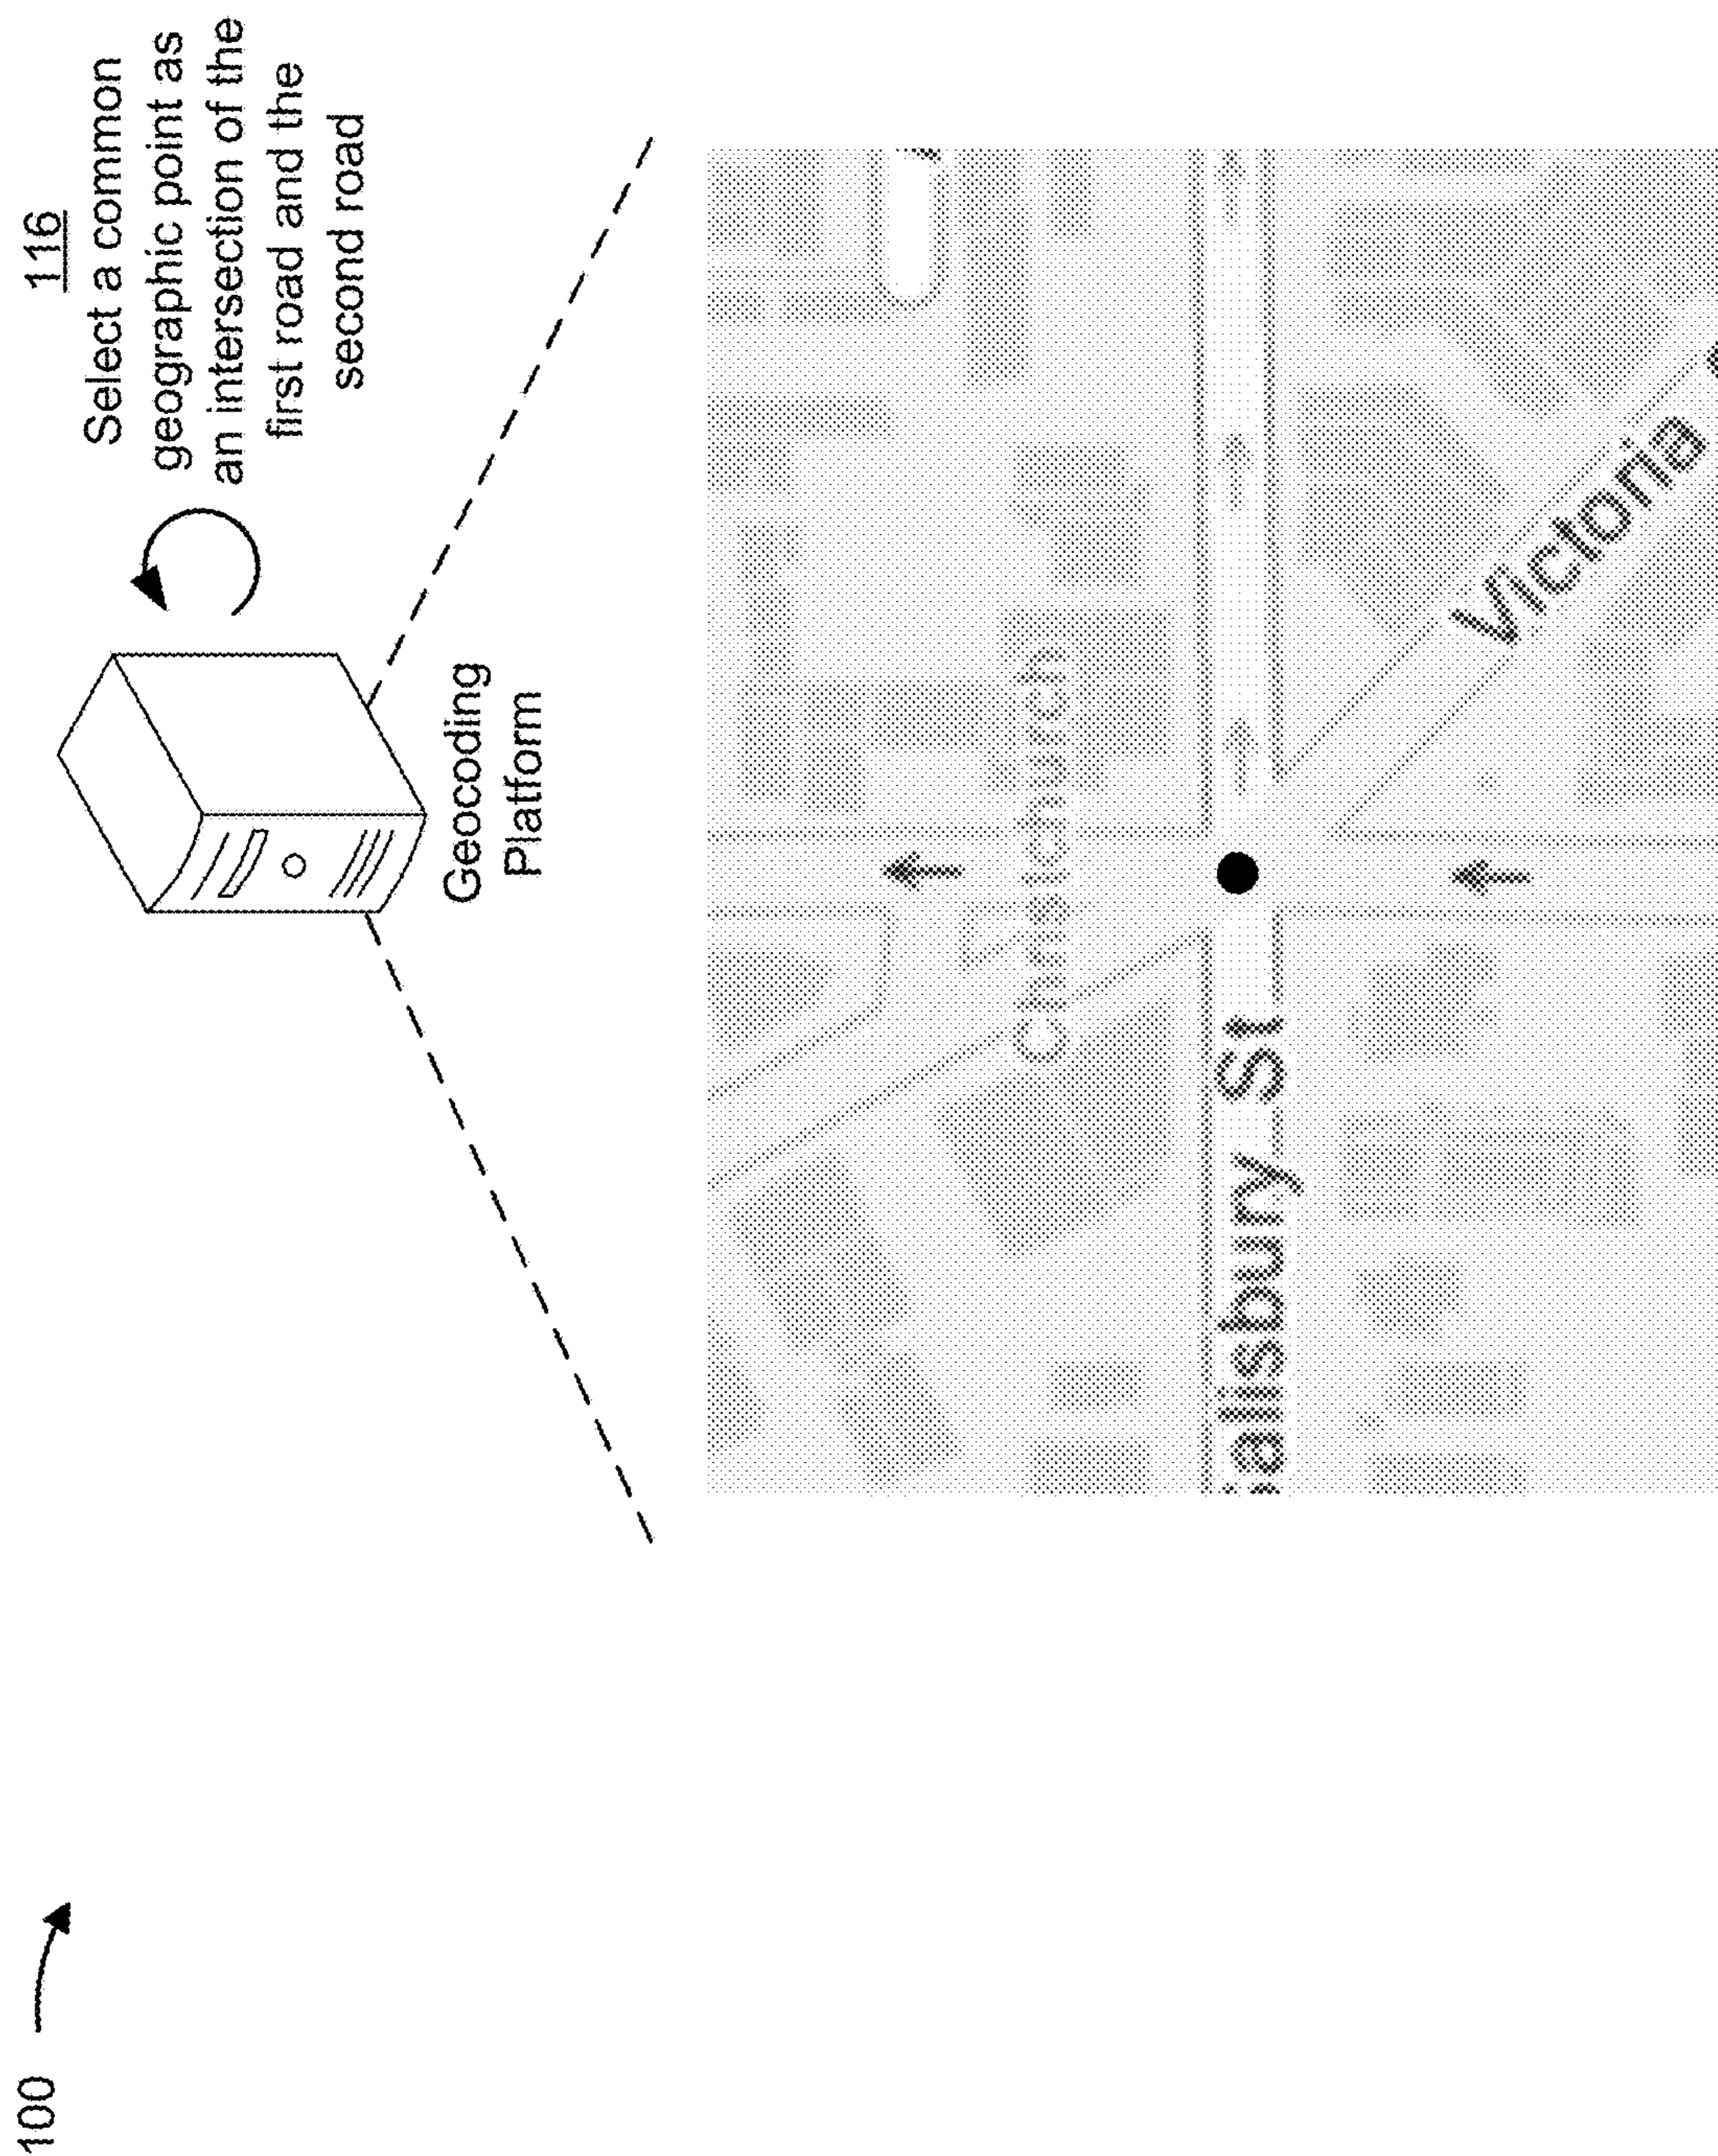 100
116
Select a common
geographic point as
an intersection of the
first road and the
second road
Geocoding
Platform
Christchurch
alisbury St
Victoria